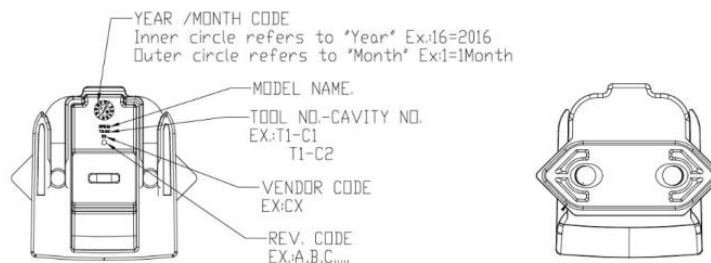 YEAR /MONTH CODE
Inner circle refers to "Year" Ex.:16=2016
Outer circle refers to "Month" Ex:1=1Month
MODEL NAME.
TOOL NO.-CAVITY NO.
EX.:T1-C1
T1-C2
VENDOR CODE
EX:CX
REV. CODE
EX.:A.B.C.....